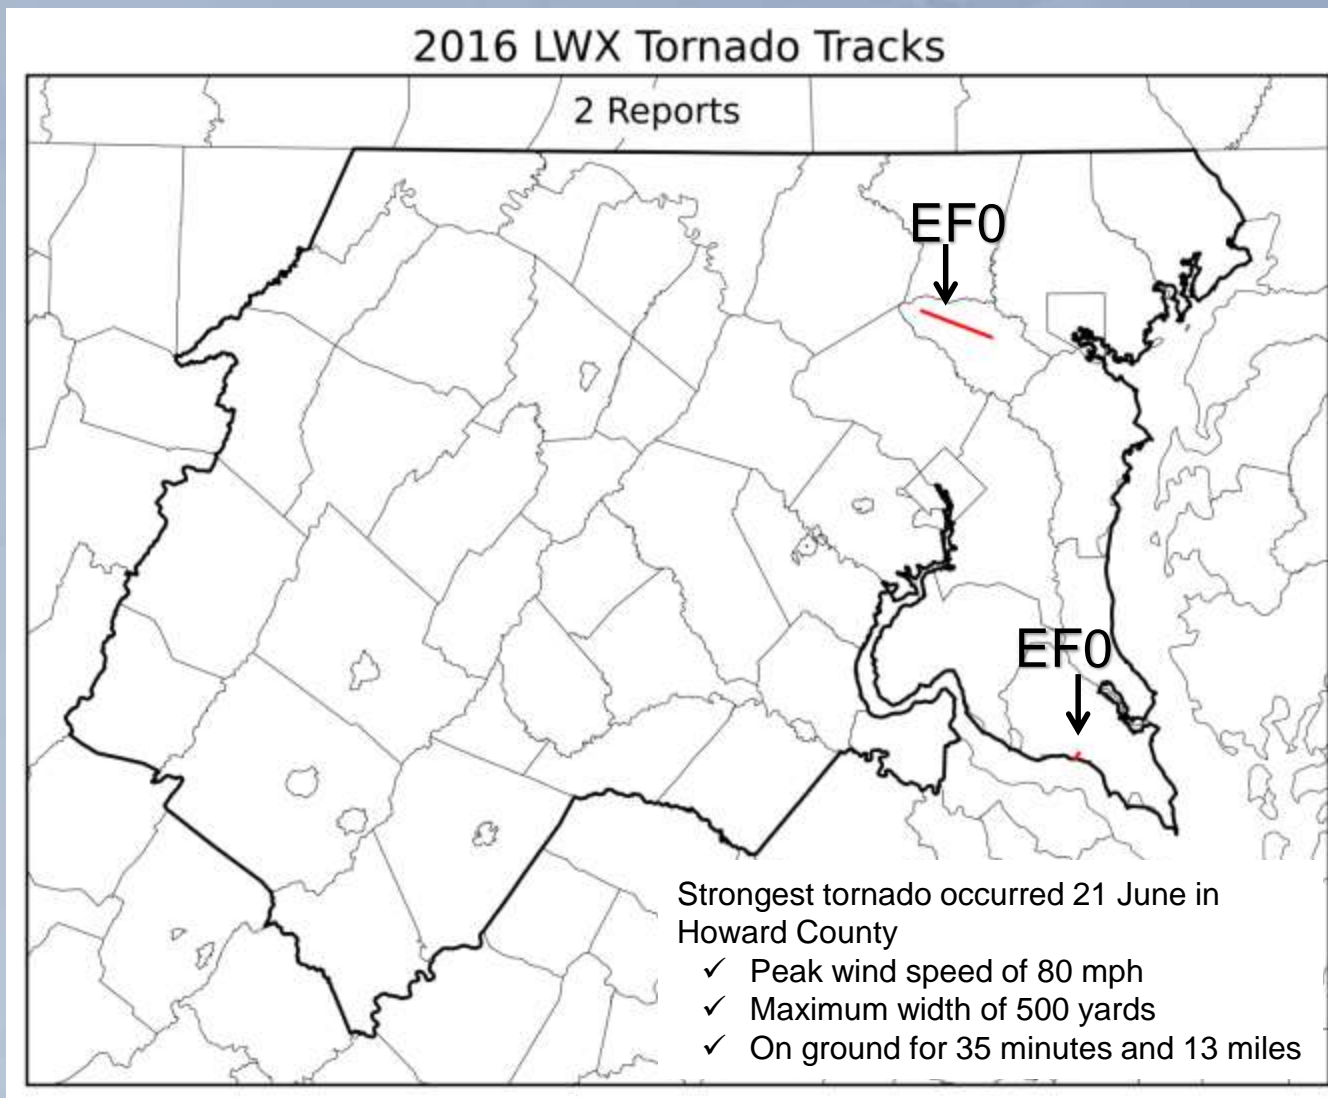 2016 LWX Tornado Tracks
2 Reports
EF0
EF0
Strongest tornado occurred 21 June in
Howard County
✓ Peak wind speed of 80 mph
✓ Maximum width of 500 yards
✓ On ground for 35 minutes and 13 miles